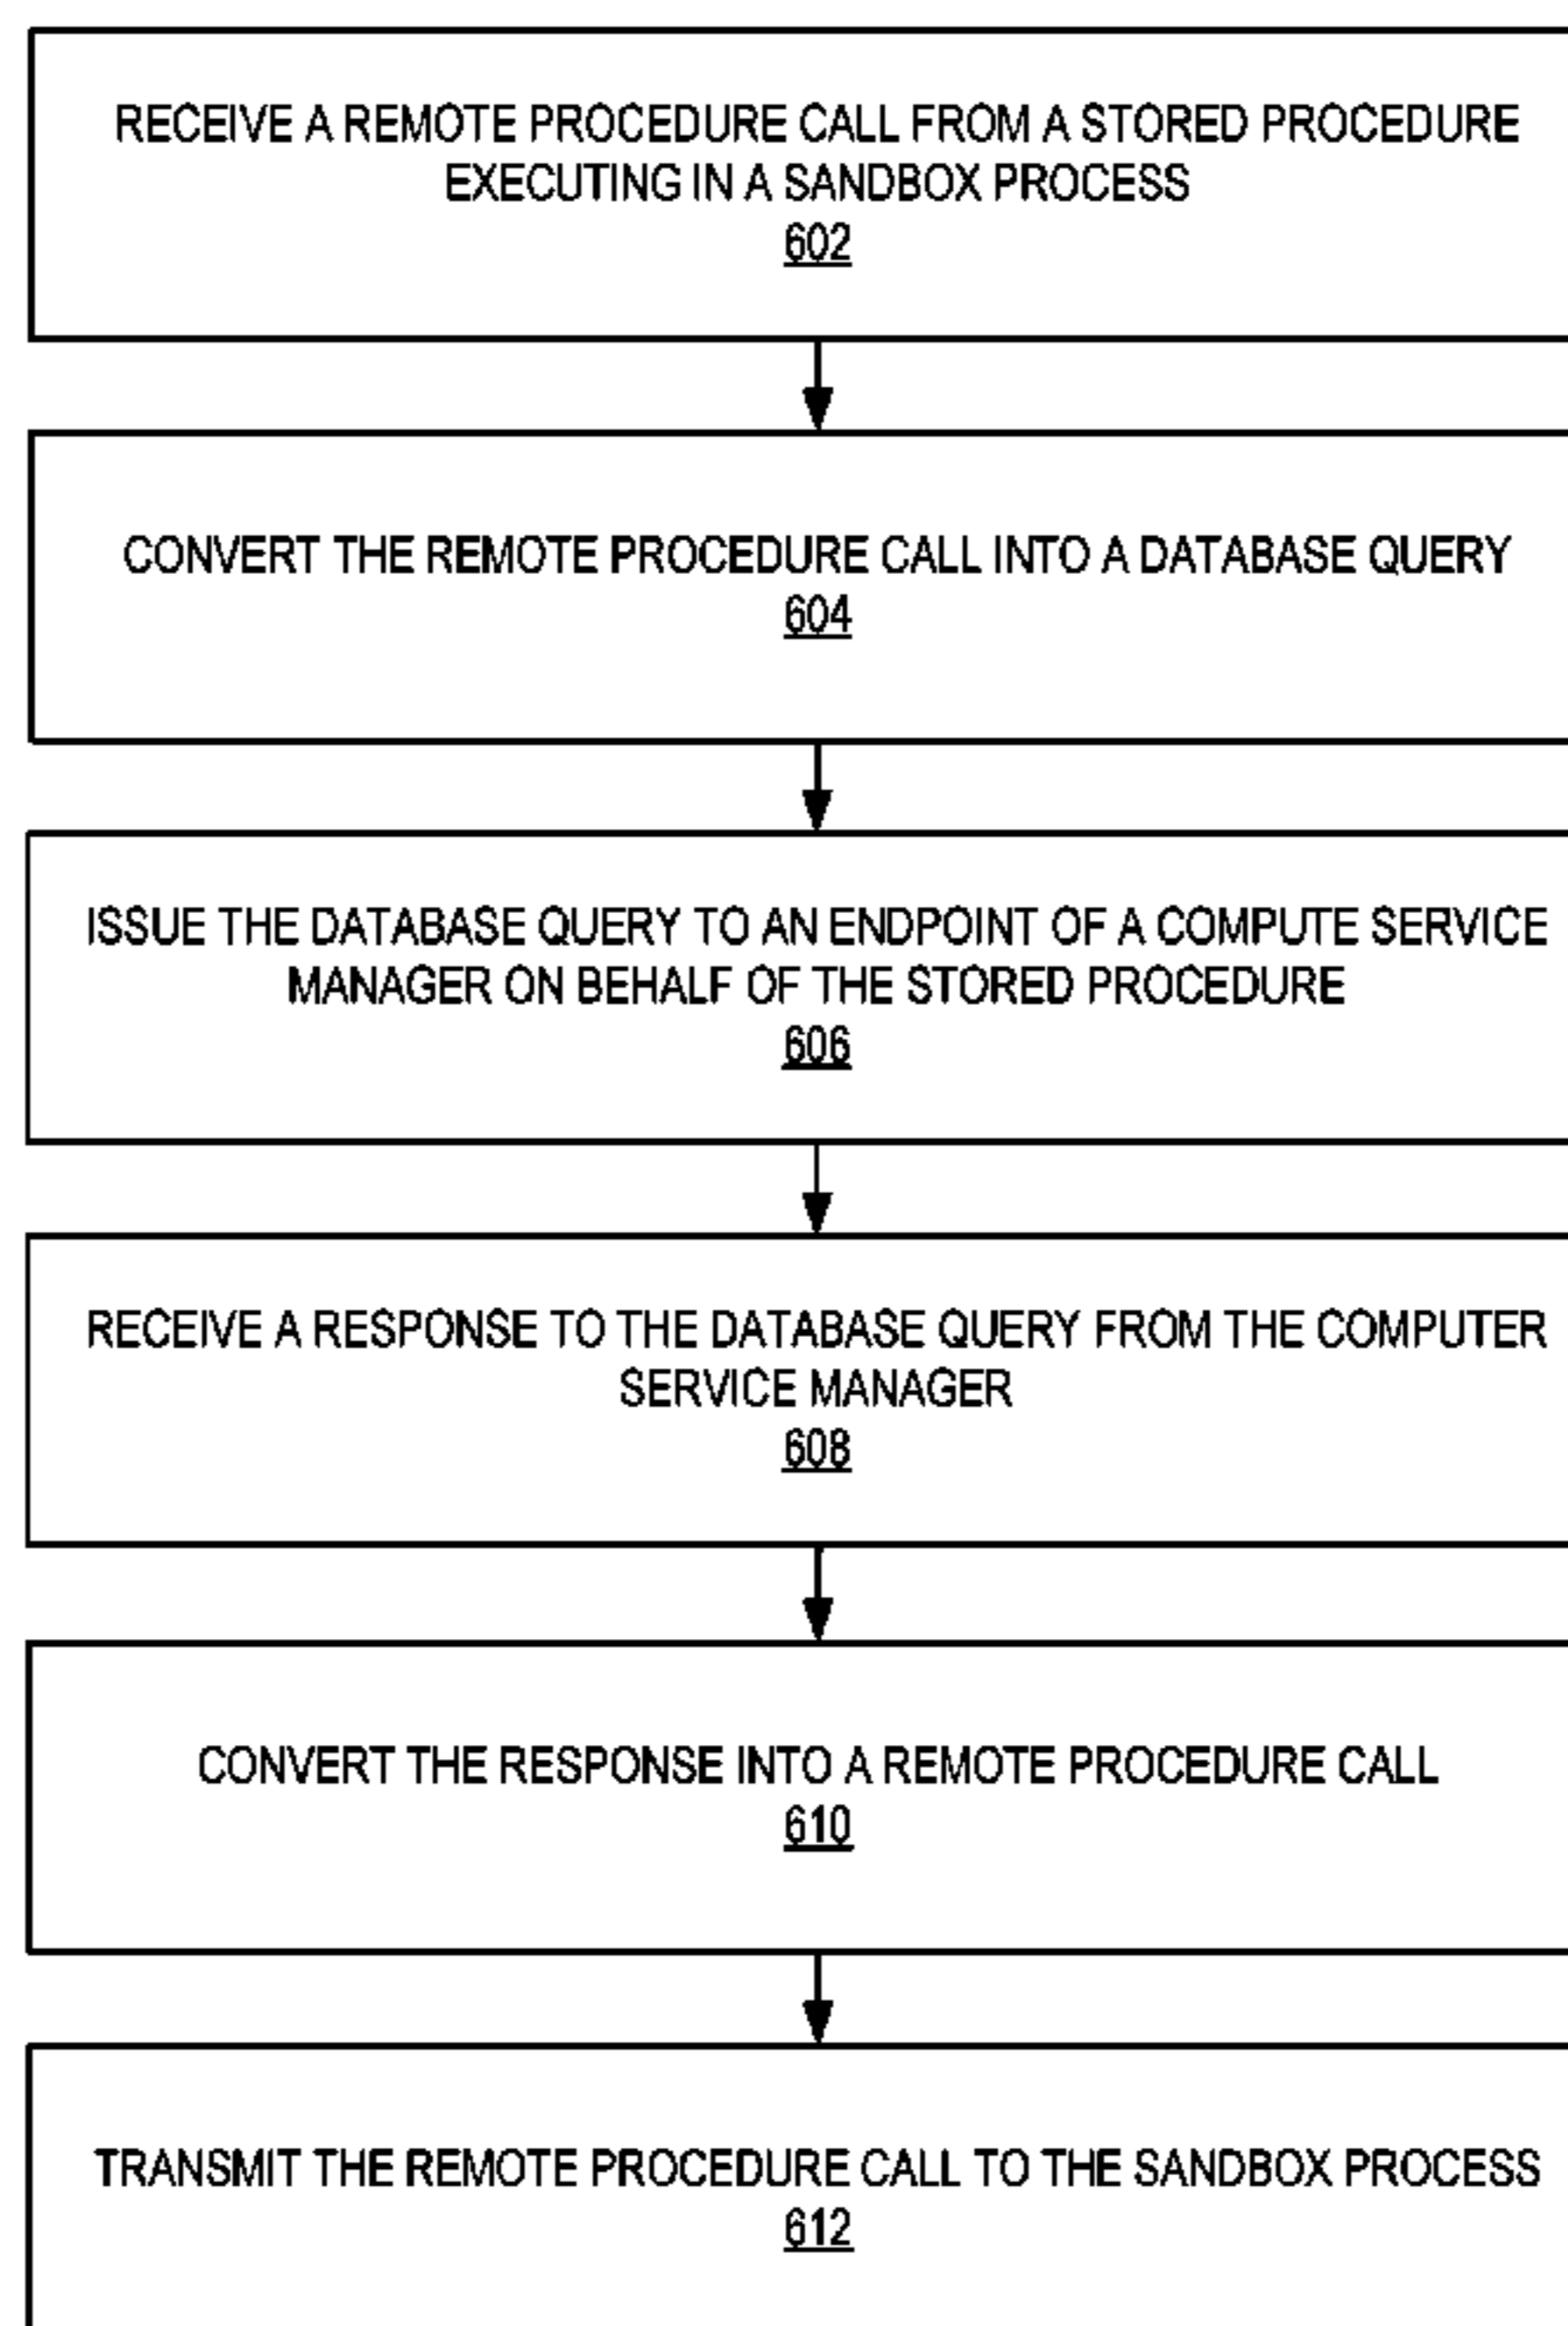 RECEIVE A REMOTE PROCEDURE CALL FROM A STORED PROCEDURE
EXECUTING IN A SANDBOX PROCESS
602
CONVERT THE REMOTE PROCEDURE CALL INTO A DATABASE QUERY
604
ISSUE THE DATABASE QUERY TO AN ENDPOINT OF A COMPUTE SERVICE
MANAGER ON BEHALF OF THE STORED PROCEDURE
606
RECEIVE A RESPONSE TO THE DATABASE QUERY FROM THE COMPUTER
SERVICE MANAGER
608
CONVERT THE RESPONSE INTO A REMOTE PROCEDURE CALL
610
TRANSMIT THE REMOTE PROCEDURE CALL TO THE SANDBOX PROCESS
612